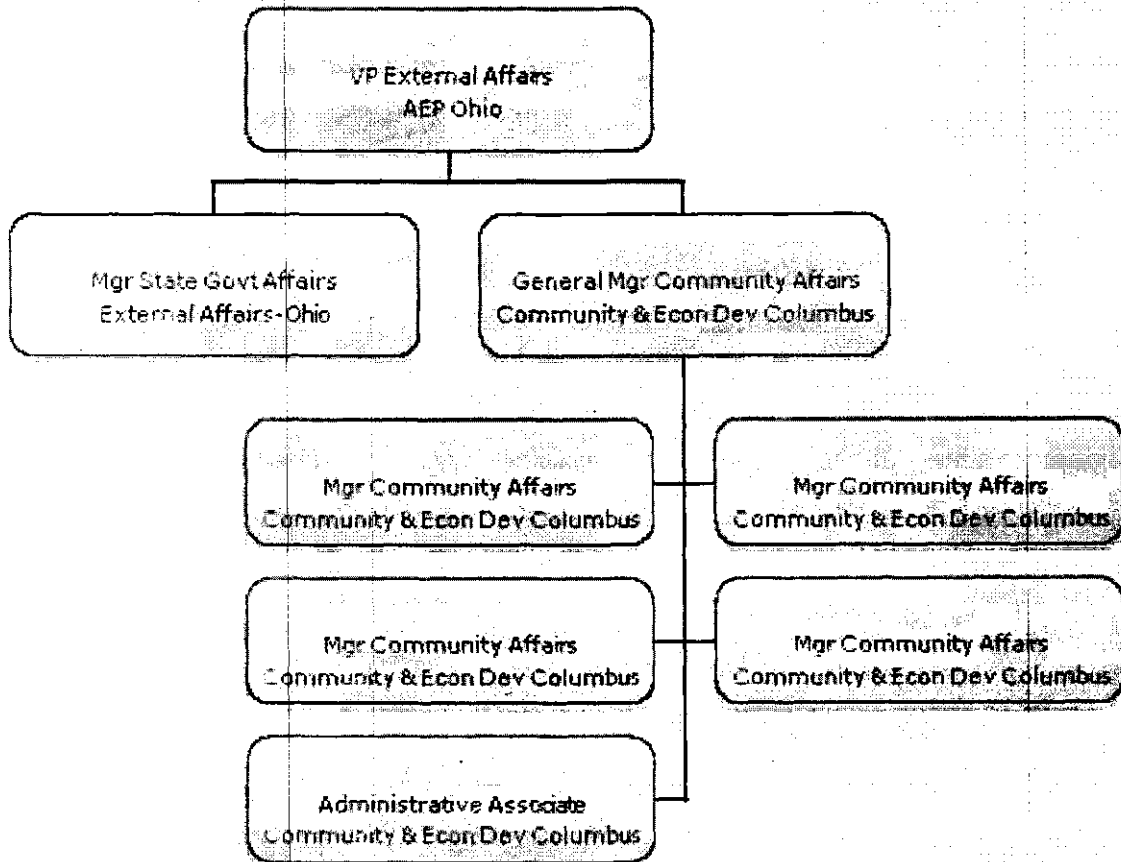 VP External Affairs
AEP Ohio
Mgr State Govt Affairs
External Affairs-Ohio
General Mgr Community Affairs
Community & Econ Dev Columbus
Mgr Community Affairs
Community & Econ Dev Columbus
Mgr Community Affairs
Community & Econ Dev Columbus
Mgr Community Affairs
Community & Econ Dev Columbus
Mgr Community Affairs
Community & Econ Dev Columbus
Administrative Associate
Community & Econ Dev Columbus